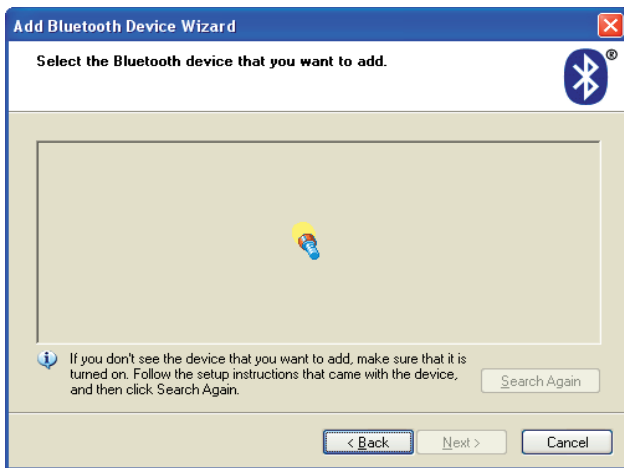 Add Bluetooth Device Wizard
Select the Bluetooth device that you want to add.
®
If you don't see the device that you want to add, make sure that it is
turned on. Follow the setup instructions that came with the device,
and then click Search Again.
Search Again
< Back
Next >
Cancel